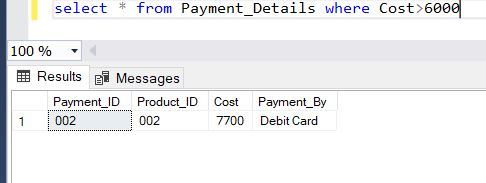 select * from Payment_Details where Cost>6000
100 %
Results Messages
Payment_ID Product_ID Cost Payment_By
1 002 002 7700 Debit Card